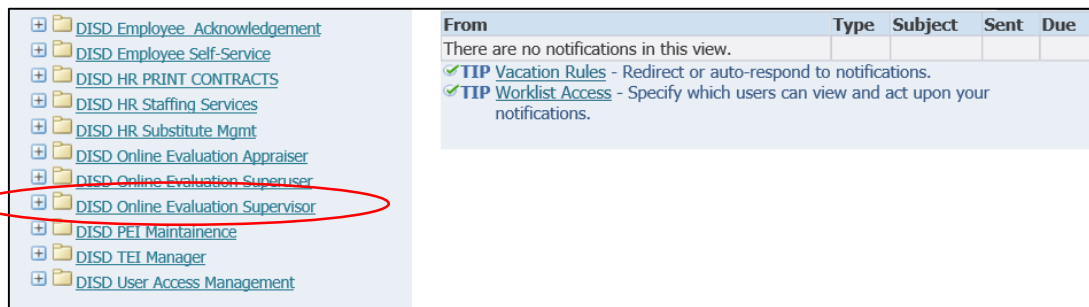 DISD Employee Acknowledgement
DISD Employee Self-Service
DISD HR PRINT CONTRACTS
DISD HR Staffing Services
DISD HR Substitute Mgmt
DISD Online Evaluation Appraiser
DISD Online Evaluation Superuser
DISD Online Evaluation Supervisor
DISD PEI Maintainence
DISD TEI Manager
DISD User Access Management
From Type Subject Sent Due
There are no notifications in this view.
TIP Vacation Rules - Redirect or auto-respond to notifications.
TIP Worklist Access - Specify which users can view and act upon your
notifications.